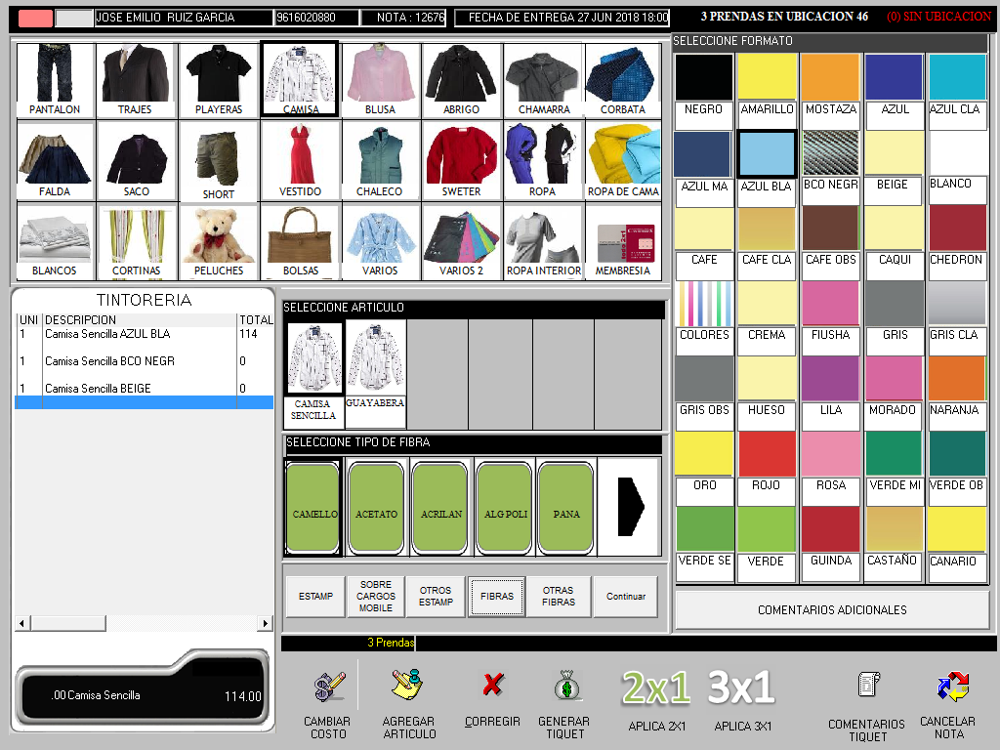 JOSE EMILIO  RUIZ GARCIA
9616020880
NOTA : 12676
FECHA DE ENTREGA 27 JUN 2018 18:00
3 PRENDAS EN UBICACION 46
(0) SIN UBICACION
PANTALON
TRAJES
PLAYERAS
CAMISA
BLUSA
ABRIGO
CHAMARRA
CORBATA
FALDA
SACO
SHORT
VESTIDO
CHALECO
SWETER
ROPA
ROPA DE CAMA
BLANCOS
CORTINAS
PELUCHES
BOLSAS
VARIOS
VARIOS 2
ROPA INTERIOR
MEMBRESIA
SELECCIONE FORMATO
NEGRO
AMARILLO
MOSTAZA
AZUL
AZUL CLA
AZUL MA
AZUL BLA
BCO NEGR
BEIGE
BLANCO
CAFE
CAFE CLA
CAFE OBS
CAQUI
CHEDRON
COLORES
CREMA
FIUSHA
GRIS
GRIS CLA
GRIS OBS
HUESO
LILA
MORADO
NARANJA
ORO
ROJO
ROSA
VERDE MI
VERDE OB
VERDE SE
VERDE
GUINDA
CASTAÑO
CANARIO
COMENTARIOS ADICIONALES
TINTORERIA
UNI DESCRIPCION TOTAL
1 Camisa Sencilla AZUL BLA 114
1 Camisa Sencilla BCO NEGR 0
1 Camisa Sencilla BEIGE 0
.00 Camisa Sencilla 114.00
SELECCIONE ARTICULO
CAMISA
SENCILLA
GUAYABERA
SELECCIONE TIPO DE FIBRA
CAMELLO
ACETATO
ACRILAN
ALG POLI
PANA
ESTAMP
SOBRE
CARGOS
MOBILE
OTROS
ESTAMP
FIBRAS
OTRAS
FIBRAS
Continuar
3 Prendas
CAMBIAR
COSTO
AGREGAR
ARTICULO
CORREGIR
GENERAR
TIQUET
2x1
APLICA 2X1
3x1
APLICA 3X1
COMENTARIOS
TIQUET
CANCELAR
NOTA